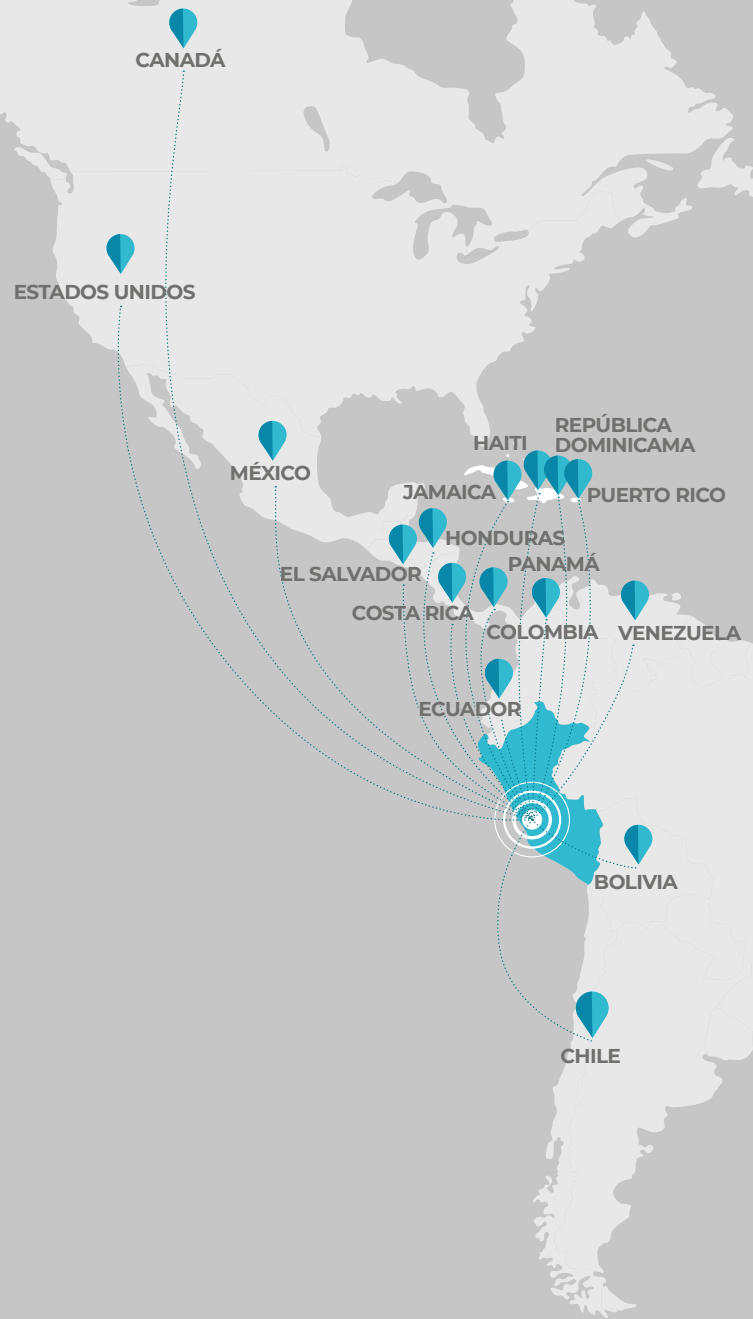 CANADÁ
ESTADOS UNIDOS
MÉXICO
HAITI
REPÚBLICA
DOMINICAMA
JAMAICA
PUERTO RICO
HONDURAS
PANAMÁ
EL SALVADOR
COSTA RICA
COLOMBIA
VENEZUELA
ECUADOR
BOLIVIA
CHILE